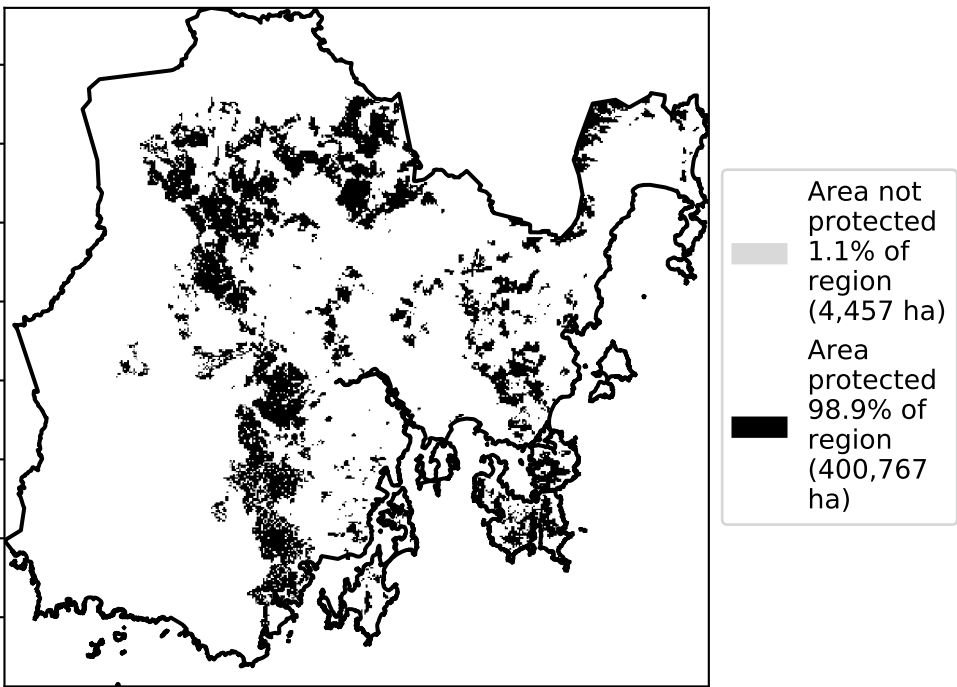 Area not
protected
1.1% of
region
(4,457 ha)
Area
protected
98.9% of
region
(400,767
ha)